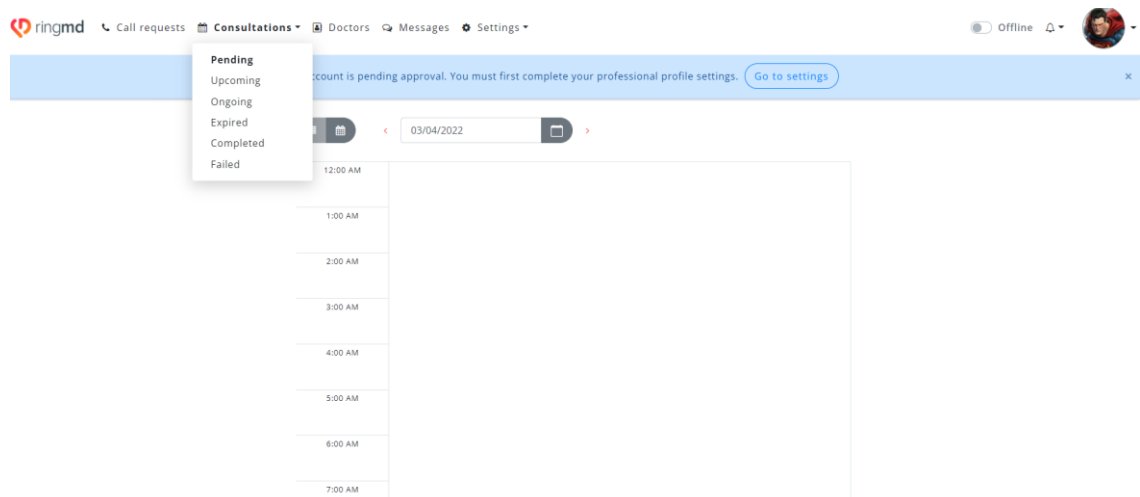 ringmd Call requests Consultations Doctors Messages Settings Offline
Pending
Upcoming
Ongoing
Expired
Completed
Failed
count is pending approval. You must first complete your professional profile settings. Go to settings ×
03/04/2022
12:00 AM
1:00 AM
2:00 AM
3:00 AM
4:00 AM
5:00 AM
6:00 AM
7:00 AM